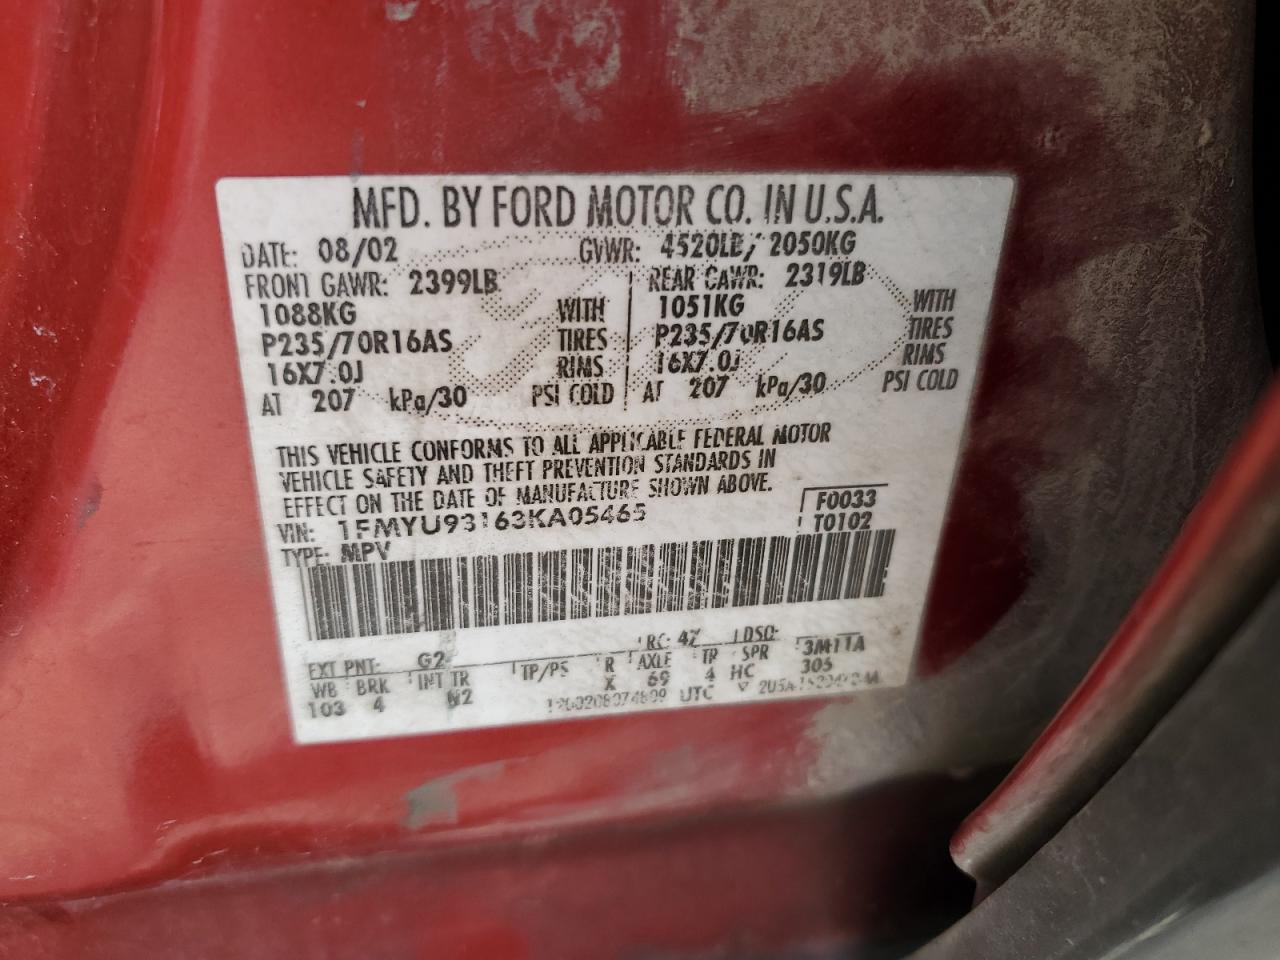 MFD. BY FORD MOTOR CO. IN U.S.A.
DATE: 08/02 GVWR: 4520LB/ 2050KG
FRONT GAWR: 2399LB REAR GAWR: 2319LB
1088KG WITH 1051KG WITH
P235/70R16AS TIRES P235/70R16AS TIRES
16X7.0J RIMS 16X7.0J RIMS
AT 207 kPa/30 PSI COLD AT 207 kPa/30 PSI COLD
THIS VEHICLE CONFORMS TO ALL APPLICABLE FEDERAL MOTOR
VEHICLE SAFETY AND THEFT PREVENTION STANDARDS IN
EFFECT ON THE DATE OF MANUFACTURE SHOWN ABOVE.
F0033
VIN: 1FMYU93163KA05465 T0102
TYPE: MPV
EXT PNT: G2 RC: 47 DSO:
WB BRK INT TR TP/PS R AXLE TR SPR 3M11A
103 4 N2 X 69 4 HC 305
UTC